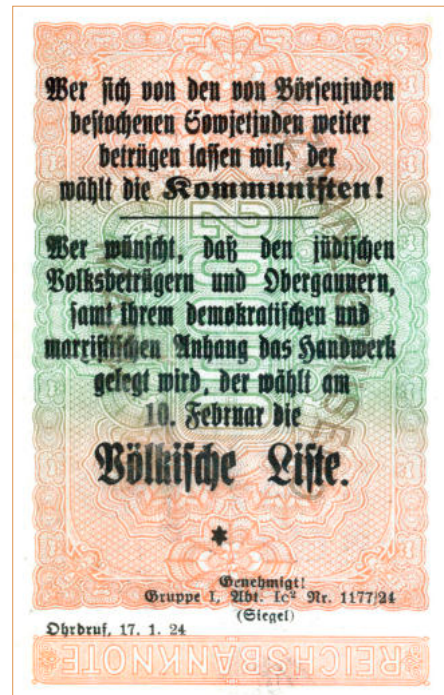 Wer sich von den von Börsenjuden
bestochenen Sowjetjuden weiter
betrügen lassen will, der
wählt die Kommunisten!
Wer wünscht, daß den jüdischen
Volksbetrügern und Obergaunern,
samt ihrem demokratischen und
marxistischen Anhang das Handwerk
gelegt wird, der wählt am
10. Februar die
Völkische Liste.
*
Genehmigt!
Gruppe I, Abt. Ic² Nr. 1177/24
(Siegel)
Ohrdruf, 17. 1. 24
REICHSBANKNOTE